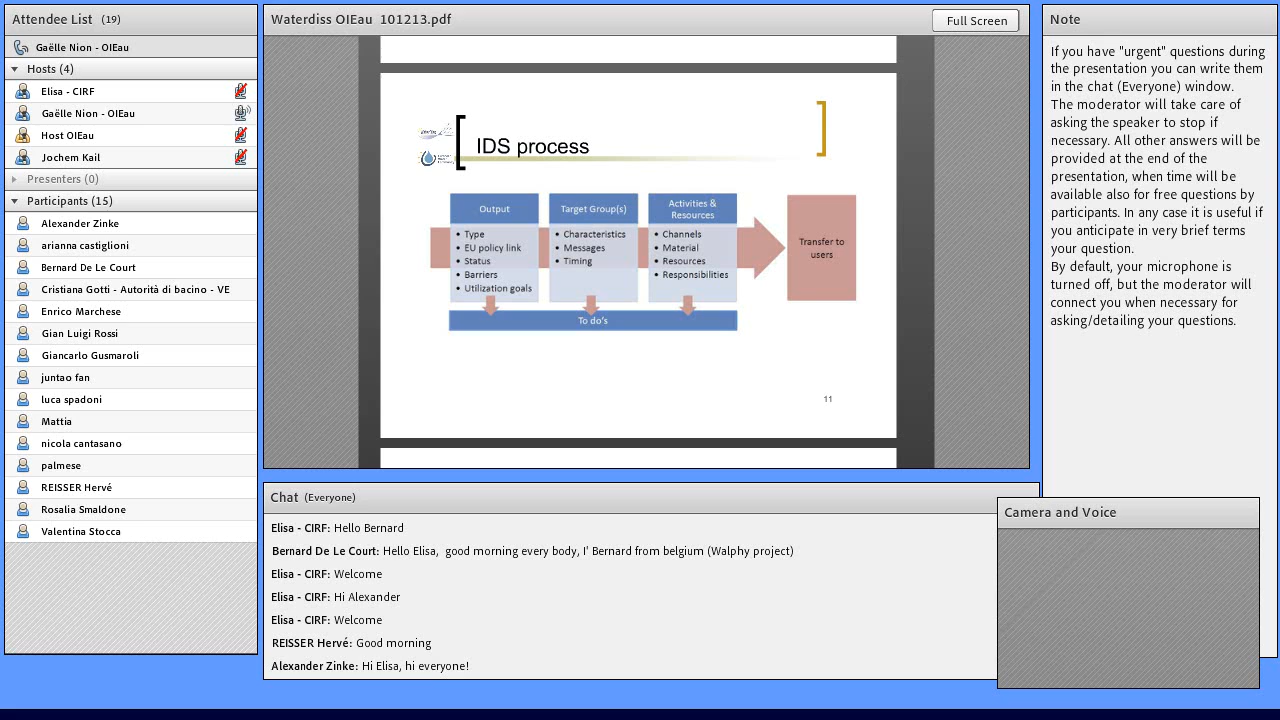 Attendee List (19)
Gaëlle Nion - OIEau
Hosts (4)
Elisa - CIRF
Gaëlle Nion - OIEau
Host OIEau
Jochem Kail
Presenters (0)
Participants (15)
Alexander Zinke
arianna castiglioni
Bernard De Le Court
Cristiana Gotti - Autorità di bacino - VE
Enrico Marchese
Gian Luigi Rossi
Giancarlo Gusmaroli
juntao fan
luca spadoni
Mattia
nicola cantasano
palmese
REISSER Hervé
Rosalia Smaldone
Valentina Stocca
Waterdiss OIEau 101213.pdf
Full Screen
IDS process
Output
• Type
• EU policy link
• Status
• Barriers
• Utilization goals
Target Group(s)
• Characteristics
• Messages
• Timing
Activities &
Resources
• Channels
• Material
• Resources
• Responsibilities
Transfer to
users
To do's
11
Chat (Everyone)
Elisa - CIRF: Hello Bernard
Bernard De Le Court: Hello Elisa, good morning every body, I' Bernard from belgium (Walphy project)
Elisa - CIRF: Welcome
Elisa - CIRF: Hi Alexander
Elisa - CIRF: Welcome
REISSER Hervé: Good morning
Alexander Zinke: Hi Elisa, hi everyone!
Note
If you have "urgent" questions during
the presentation you can write them
in the chat (Everyone) window.
The moderator will take care of
asking the speaker to stop if
necessary. All other answers will be
provided at the end of the
presentation, when time will be
available also for free questions by
participants. In any case it is useful if
you anticipate in very brief terms
your question.
By default, your microphone is
turned off, but the moderator will
connect you when necessary for
asking/detailing your questions.
Camera and Voice